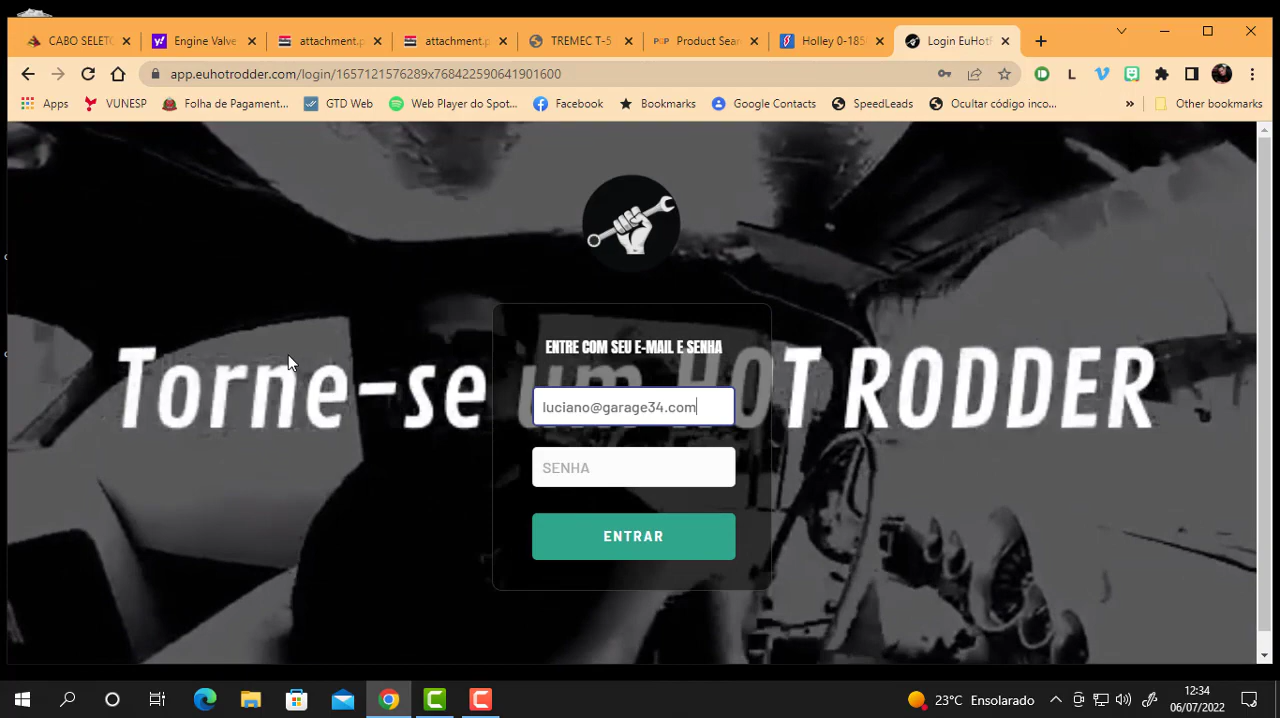 CABO SELETO
Engine Valve
attachment.p
attachment.p
TREMEC T-5
POP Product Sear
Holley 0-185
Login EuHotR
app.euhotrodder.com/login/1657121576289x768422590641901600
L
Apps
VUNESP
Folha de Pagament...
GTD Web
Web Player do Spot...
Facebook
Bookmarks
Google Contacts
SpeedLeads
Ocultar código inco...
»
Other bookmarks
Torne-se um HOT RODDER
ENTRE COM SEU E-MAIL E SENHA
luciano@garage34.com
SENHA
ENTRAR
23°C Ensolarado
12:34
06/07/2022